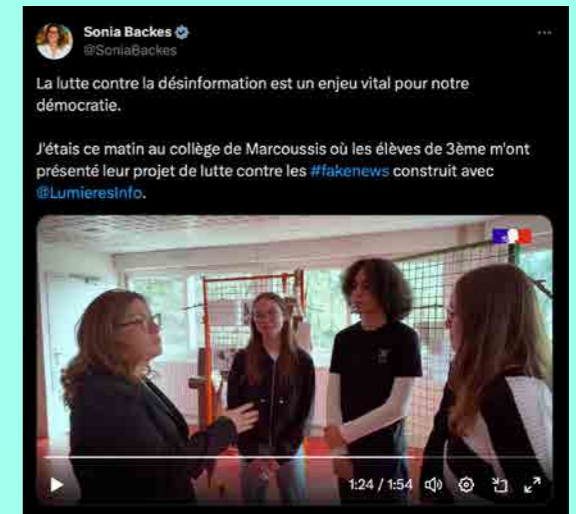 Sonia Backes
@SoniaBackes
La lutte contre la désinformation est un enjeu vital pour notre
démocratie.
J'étais ce matin au collège de Marcoussis où les élèves de 3ème m'ont
présenté leur projet de lutte contre les #fakenews construit avec
@LumieresInfo.
1:24 / 1:54